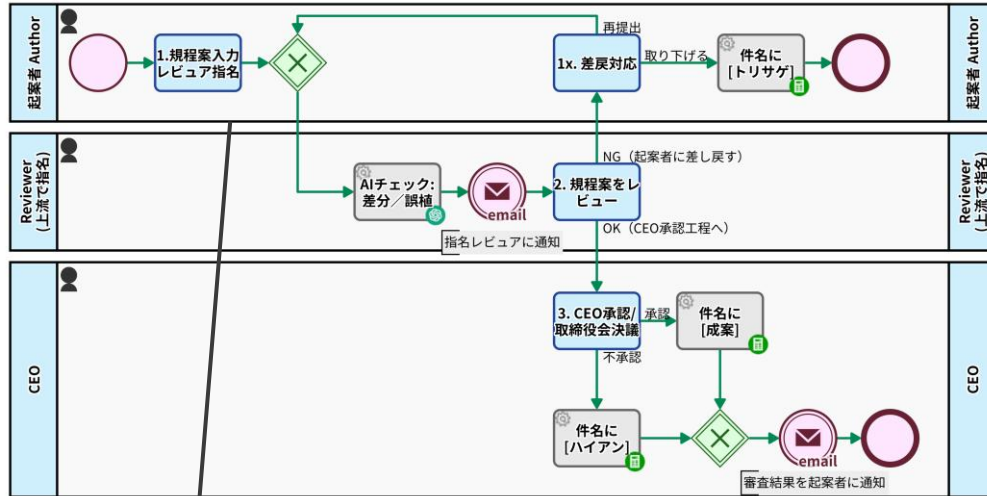 起案者 Author
1.規程案入力
レビュア指名
再提出
1x. 差戻対応
取り下げる
件名に
[トリサゲ]
起案者 Author
Reviewer
(上流で指名)
AIチェック:
差分／誤植
email
指名レビュアに通知
NG（起案者に差し戻す）
2. 規程案をレ
ビュー
OK（CEO承認工程へ）
Reviewer
(上流で指名)
CEO
3. CEO承認/
取締役会決議
承認
件名に
[成案]
不承認
件名に
[ハイアン]
email
審査結果を起案者に通知
CEO